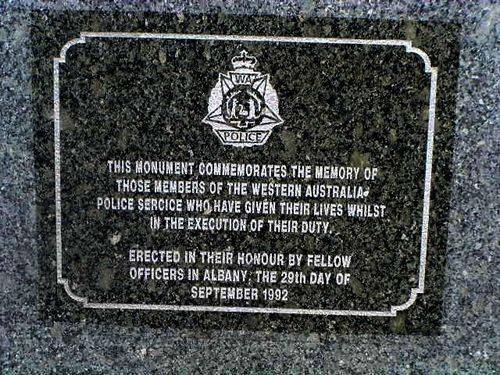 WA
POLICE
THIS MONUMENT COMMEMORATES THE MEMORY OF
THOSE MEMBERS OF THE WESTERN AUSTRALIA
POLICE SERCICE WHO HAVE GIVEN THEIR LIVES WHILST
IN THE EXECUTION OF THEIR DUTY.
ERECTED IN THEIR HONOUR BY FELLOW
OFFICERS IN ALBANY, THE 29th DAY OF
SEPTEMBER 1992